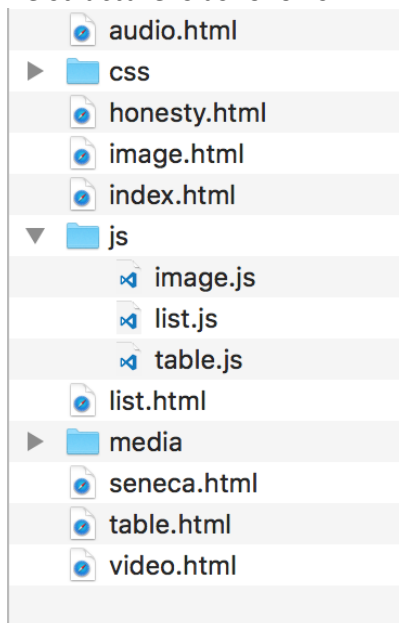 audio.html
css
honesty.html
image.html
index.html
js
image.js
list.js
table.js
list.html
media
seneca.html
table.html
video.html